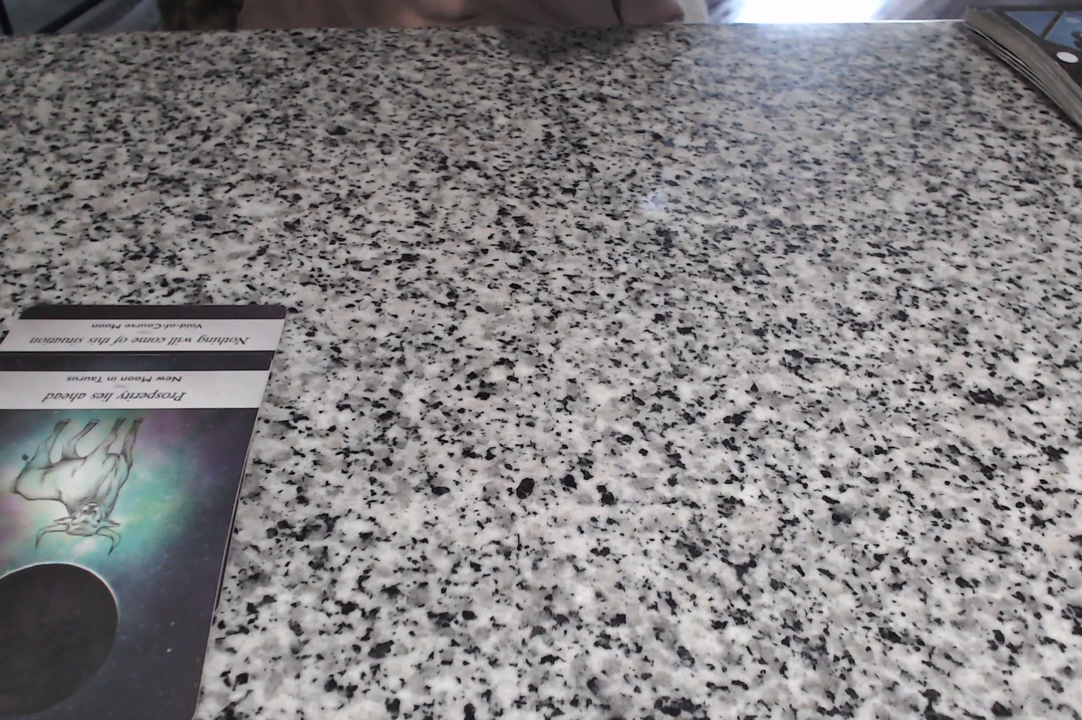 Prosperity lies ahead
New Moon in Taurus
Nothing will come of this situation
Void-of-Course Moon